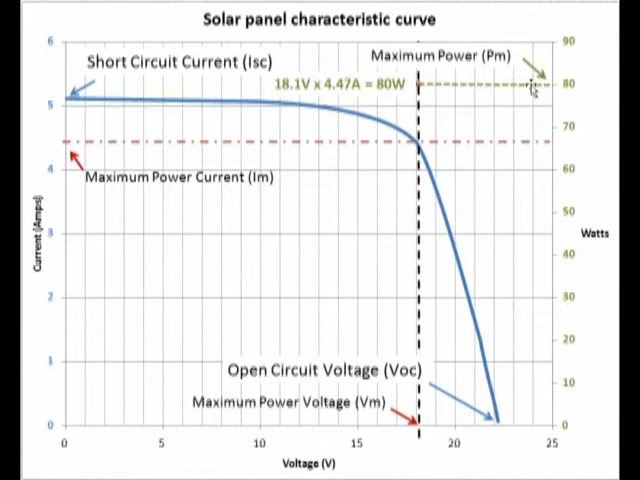 Solar panel characteristic curve
6
90
Maximum Power (Pm)
Short Circuit Current (Isc)
18.1V x 4.47A = 80W
80
5
70
60
Maximum Power Current (Im)
4
50
Current (Amps)
3
Watts
40
2
30
20
1
Open Circuit Voltage (Voc)
10
Maximum Power Voltage (Vm)
0
0
0 5 10 15 20 25
Voltage (V)